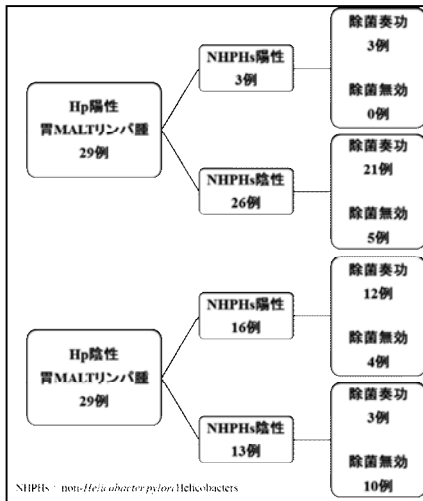 Hp陽性
胃MALTリンパ腫
29例
NHPHs陽性
3例
除菌奏功
3例
除菌無効
0例
NHPHs陰性
26例
除菌奏功
21例
除菌無効
5例
Hp陰性
胃MALTリンパ腫
29例
NHPHs陽性
16例
除菌奏功
12例
除菌無効
4例
NHPHs陰性
13例
除菌奏功
3例
除菌無効
10例
NHPHs : non-Helicobacter pylori Helicobacters